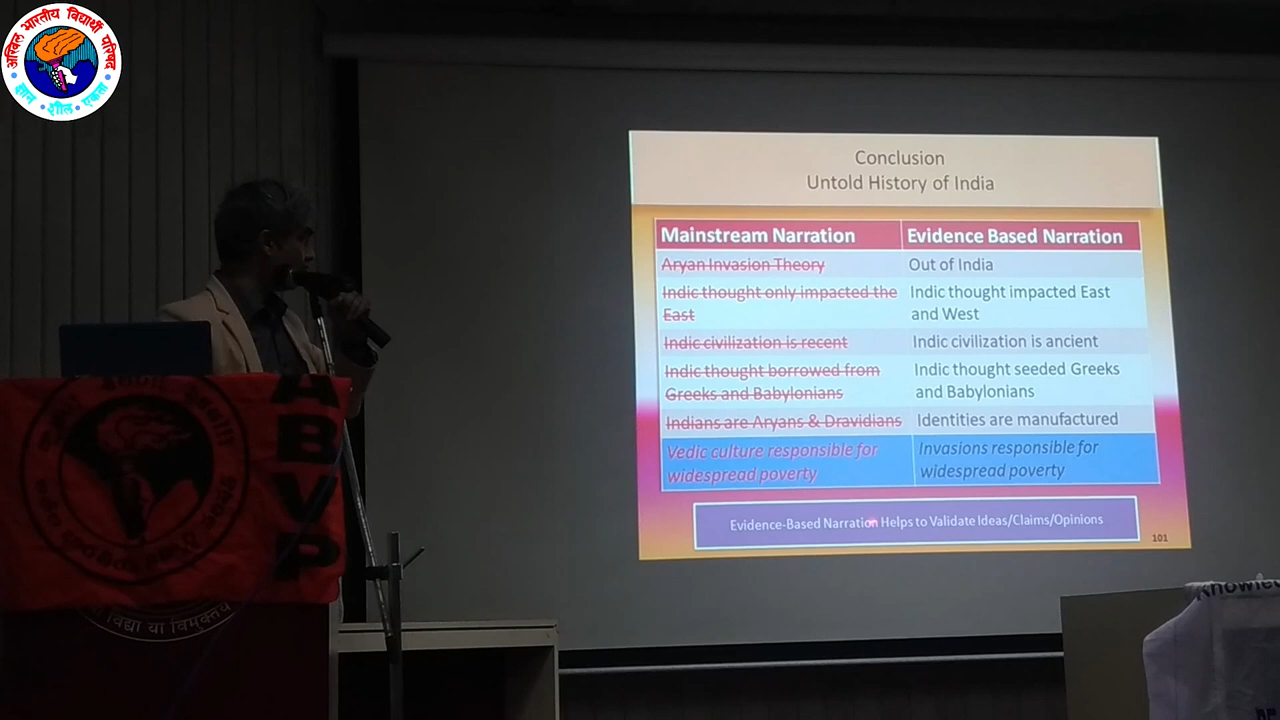 अखिल भारतीय विद्यार्थी परिषद
ज्ञान • शील • एकता
Conclusion
Untold History of India
Mainstream Narration
Evidence Based Narration
Aryan Invasion Theory
Out of India
Indic thought only impacted the
East
Indic thought impacted East
and West
Indic civilization is recent
Indic civilization is ancient
Indic thought borrowed from
Greeks and Babylonians
Indic thought seeded Greeks
and Babylonians
Indians are Aryans & Dravidians
Identities are manufactured
Vedic culture responsible for
widespread poverty
Invasions responsible for
widespread poverty
Evidence-Based Narration Helps to Validate Ideas/Claims/Opinions
101
A
B
V
P
विद्या या विमुक्तये